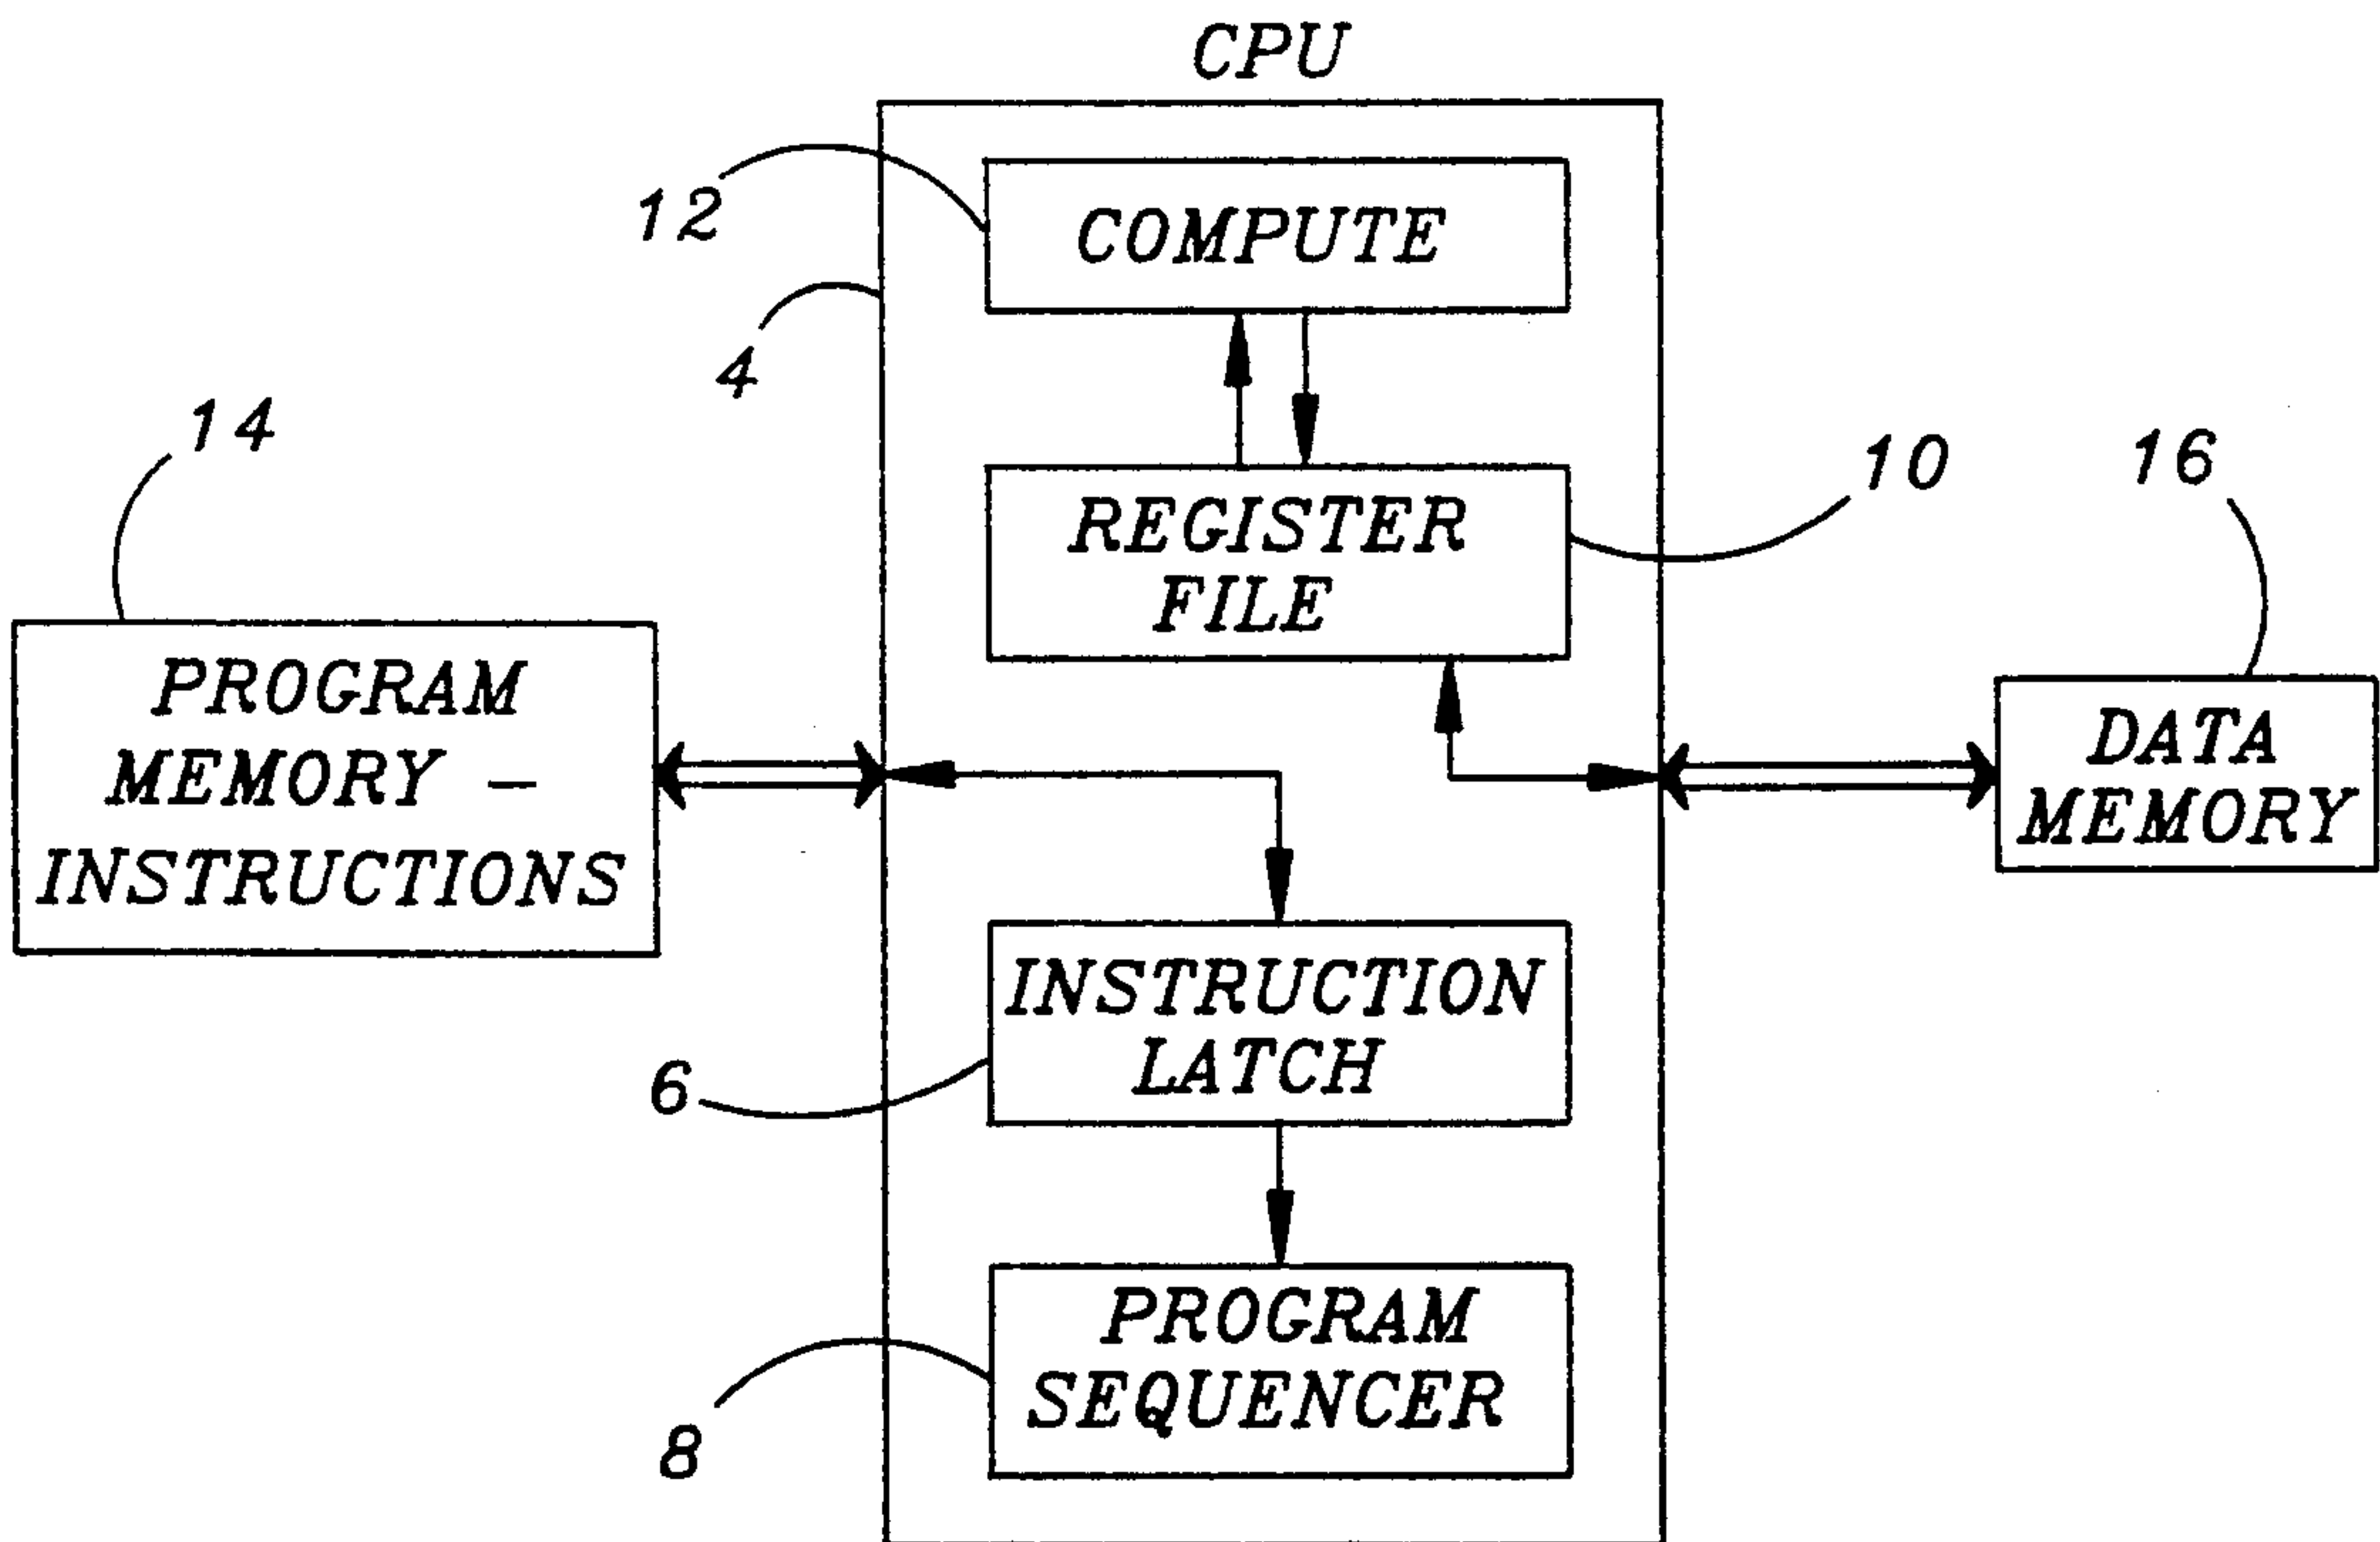 CPU
12
COMPUTE
4
14
REGISTER
FILE
10
16
PROGRAM
MEMORY -
INSTRUCTIONS
DATA
MEMORY
INSTRUCTION
LATCH
6
PROGRAM
SEQUENCER
8